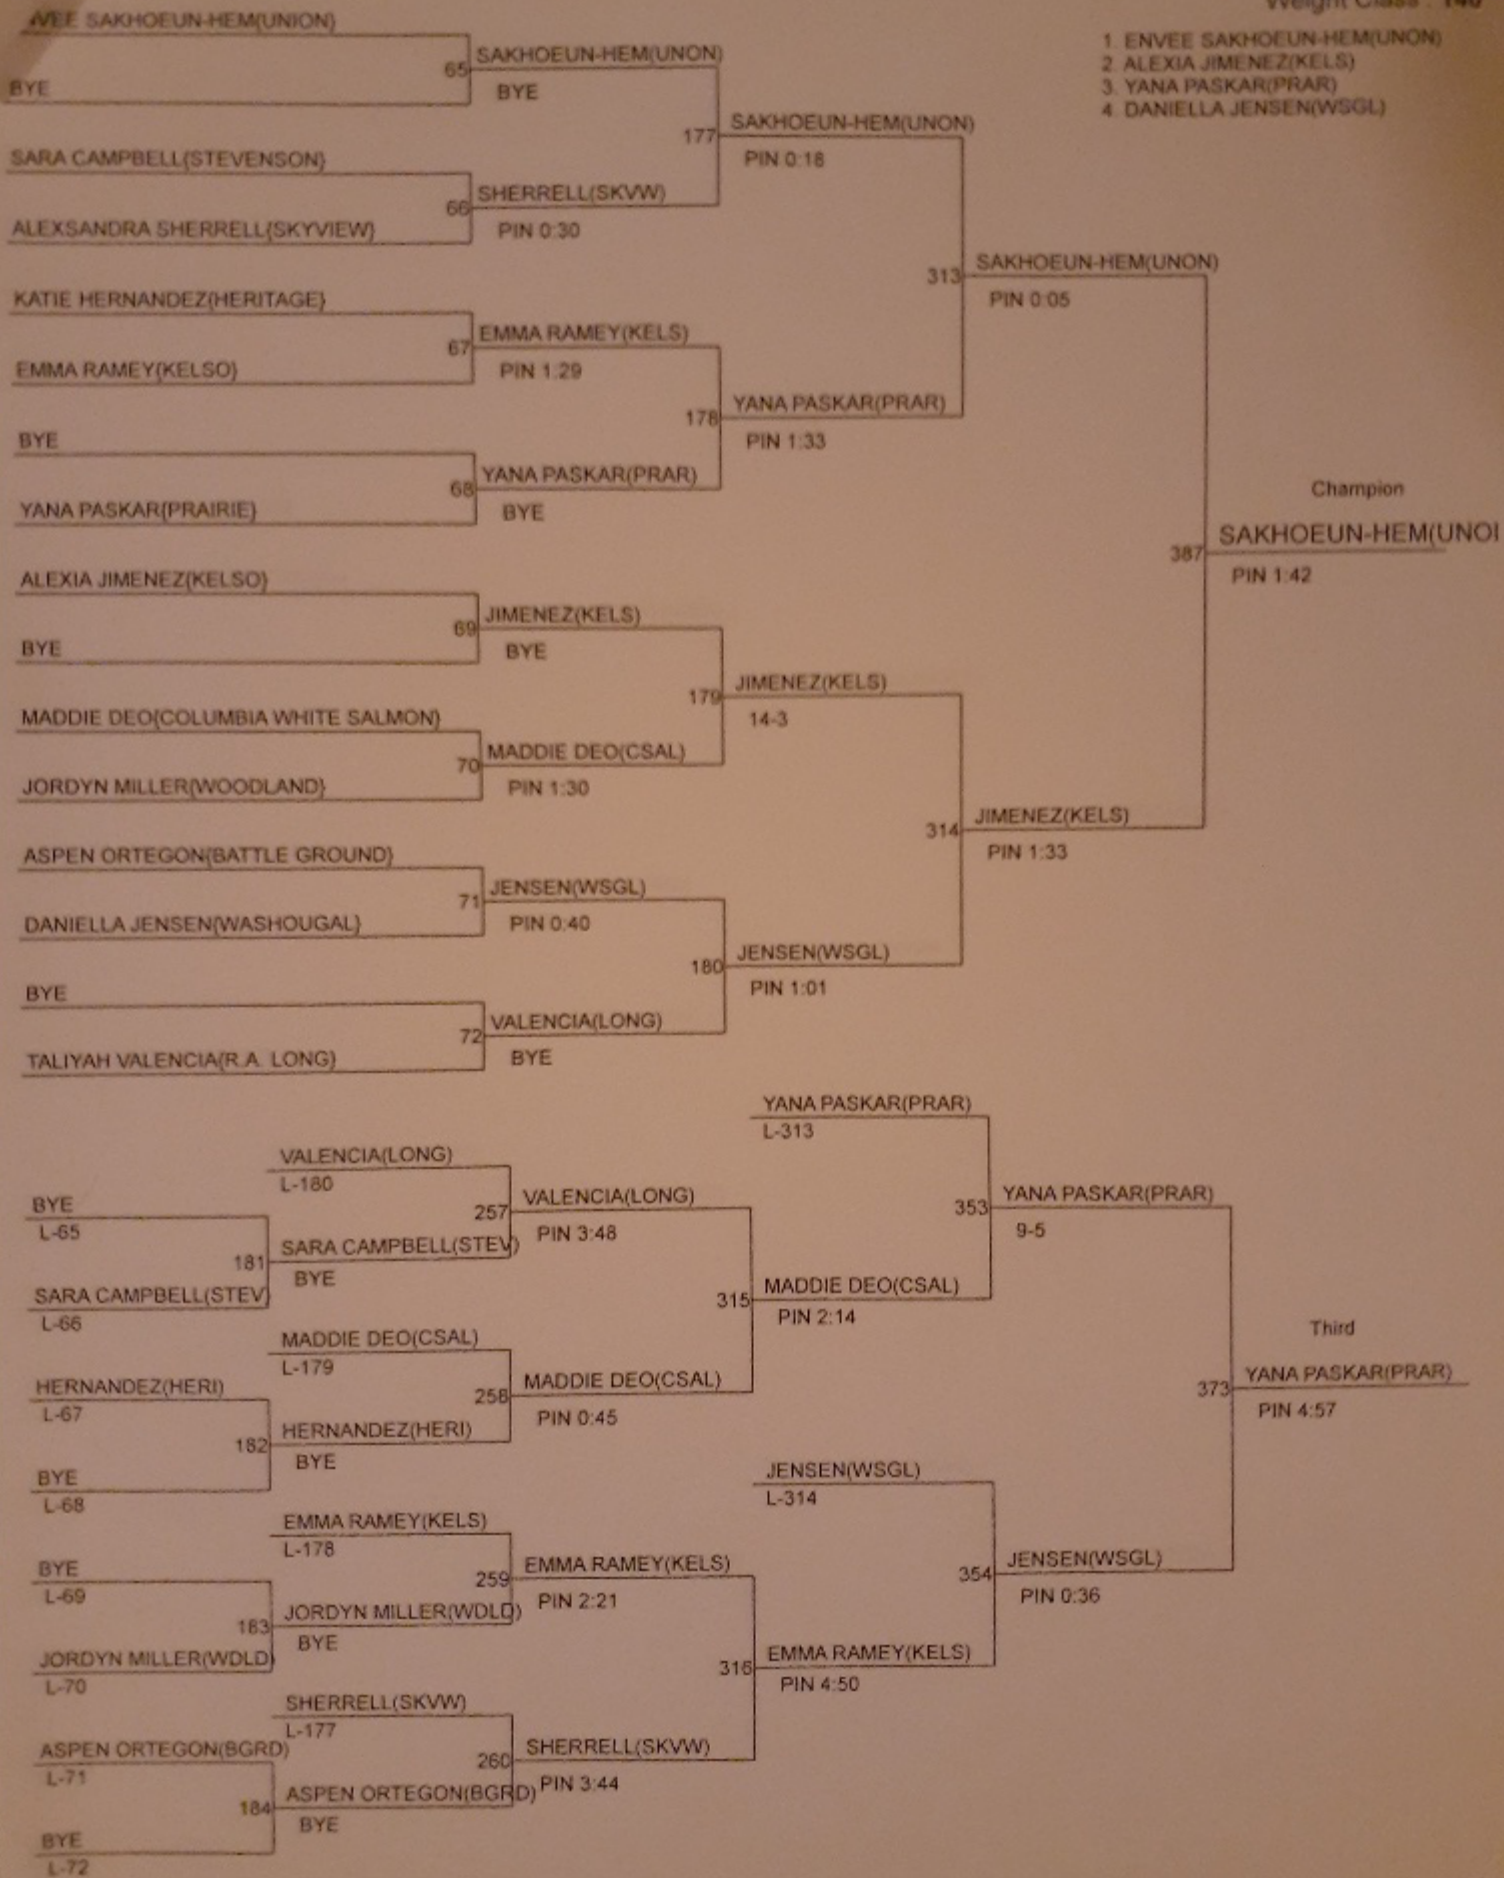 Weight Class : 140
1. ENVEE SAKHOEUN-HEM(UNON)
2. ALEXIA JIMENEZ(KELS)
3. YANA PASKAR(PRAR)
4. DANIELLA JENSEN(WSGL)
SAKHOEUN-HEM(UNION)
65
BYE
SAKHOEUN-HEM(UNON)
BYE
SARA CAMPBELL(STEVENSON)
66
ALEXSANDRA SHERRELL(SKYVIEW)
SHERRELL(SKVW)
PIN 0:30
177
SAKHOEUN-HEM(UNON)
PIN 0:18
KATIE HERNANDEZ(HERITAGE)
67
EMMA RAMEY(KELSO)
EMMA RAMEY(KELS)
PIN 1:29
BYE
68
YANA PASKAR(PRAIRIE)
YANA PASKAR(PRAR)
BYE
178
YANA PASKAR(PRAR)
PIN 1:33
313
SAKHOEUN-HEM(UNON)
PIN 0:05
ALEXIA JIMENEZ(KELSO)
69
BYE
JIMENEZ(KELS)
BYE
MADDIE DEO(COLUMBIA WHITE SALMON)
70
JORDYN MILLER(WOODLAND)
MADDIE DEO(CSAL)
PIN 1:30
179
JIMENEZ(KELS)
14-3
ASPEN ORTEGON(BATTLE GROUND)
71
DANIELLA JENSEN(WASHOUGAL)
JENSEN(WSGL)
PIN 0:40
BYE
72
TALIYAH VALENCIA(R.A. LONG)
VALENCIA(LONG)
BYE
180
JENSEN(WSGL)
PIN 1:01
314
JIMENEZ(KELS)
PIN 1:33
Champion
387
SAKHOEUN-HEM(UNOI
PIN 1:42
BYE
L-65
181
SARA CAMPBELL(STEV)
L-66
VALENCIA(LONG)
L-180
257
SARA CAMPBELL(STEV)
BYE
VALENCIA(LONG)
PIN 3:48
HERNANDEZ(HERI)
L-67
182
BYE
L-68
MADDIE DEO(CSAL)
L-179
258
HERNANDEZ(HERI)
BYE
MADDIE DEO(CSAL)
PIN 0:45
YANA PASKAR(PRAR)
L-313
353
315
MADDIE DEO(CSAL)
PIN 2:14
YANA PASKAR(PRAR)
9-5
BYE
L-69
183
JORDYN MILLER(WDLD)
L-70
EMMA RAMEY(KELS)
L-178
259
JORDYN MILLER(WDLD)
BYE
EMMA RAMEY(KELS)
PIN 2:21
ASPEN ORTEGON(BGRD)
L-71
184
BYE
L-72
SHERRELL(SKVW)
L-177
260
ASPEN ORTEGON(BGRD)
BYE
SHERRELL(SKVW)
PIN 3:44
JENSEN(WSGL)
L-314
354
316
EMMA RAMEY(KELS)
PIN 4:50
JENSEN(WSGL)
PIN 0:36
Third
373
YANA PASKAR(PRAR)
PIN 4:57